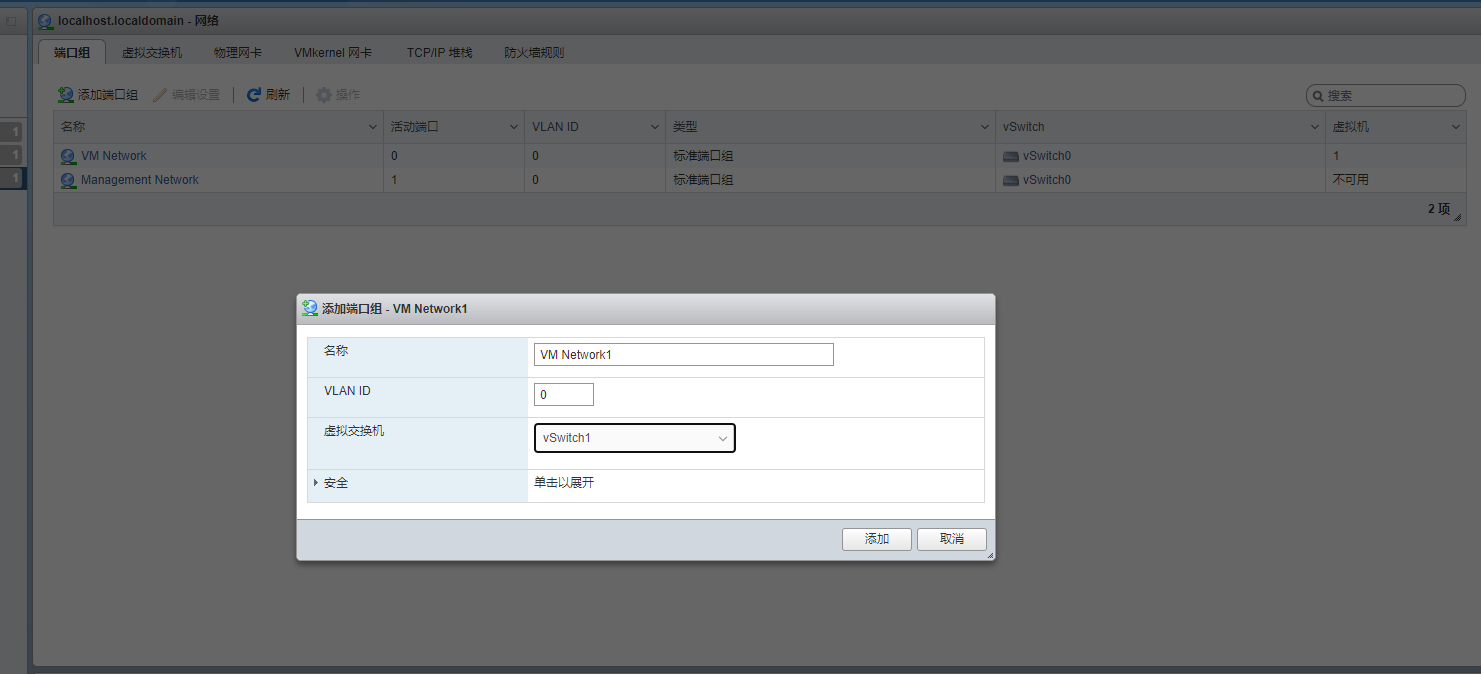 localhost.localdomain - 网络
端口组 虚拟交换机 物理网卡 VMkernel 网卡 TCP/IP 堆栈 防火墙规则
添加端口组 编辑设置 刷新 操作 搜索
名称 活动端口 VLAN ID 类型 vSwitch 虚拟机
1
VM Network 0 0 标准端口组 vSwitch0 1
1
Management Network 1 0 标准端口组 vSwitch0 不可用
1
2 项
添加端口组 - VM Network1
名称 VM Network1
VLAN ID 0
虚拟交换机 vSwitch1
安全 单击以展开
添加 取消